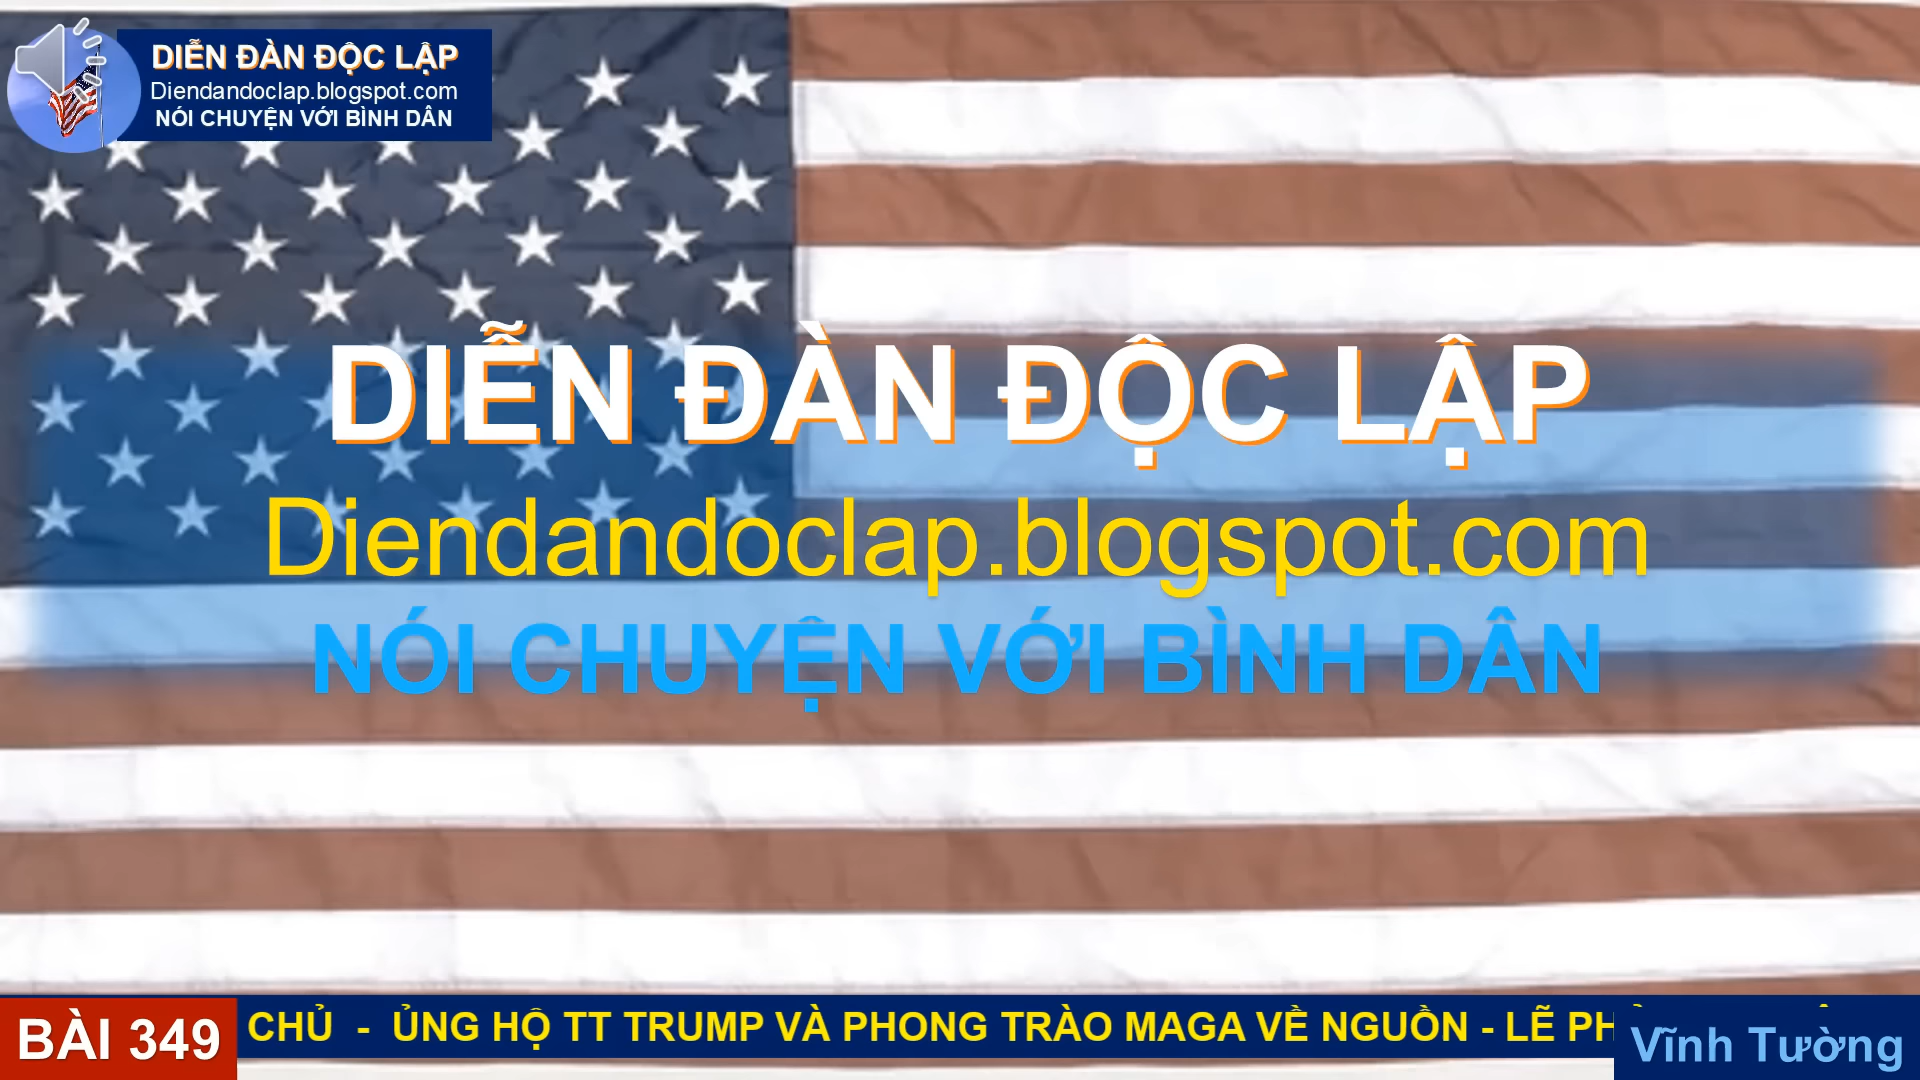 DIỄN ĐÀN ĐỘC LẬP
Diendandoclap.blogspot.com
NÓI CHUYỆN VỚI BÌNH DÂN
DIỄN ĐÀN ĐỘC LẬP
Diendandoclap.blogspot.com
NÓI CHUYỆN VỚI BÌNH DÂN
BÀI 349
CHỦ - ỦNG HỘ TT TRUMP VÀ PHONG TRÀO MAGA VỀ NGUỒN - LẼ
Vĩnh Tường